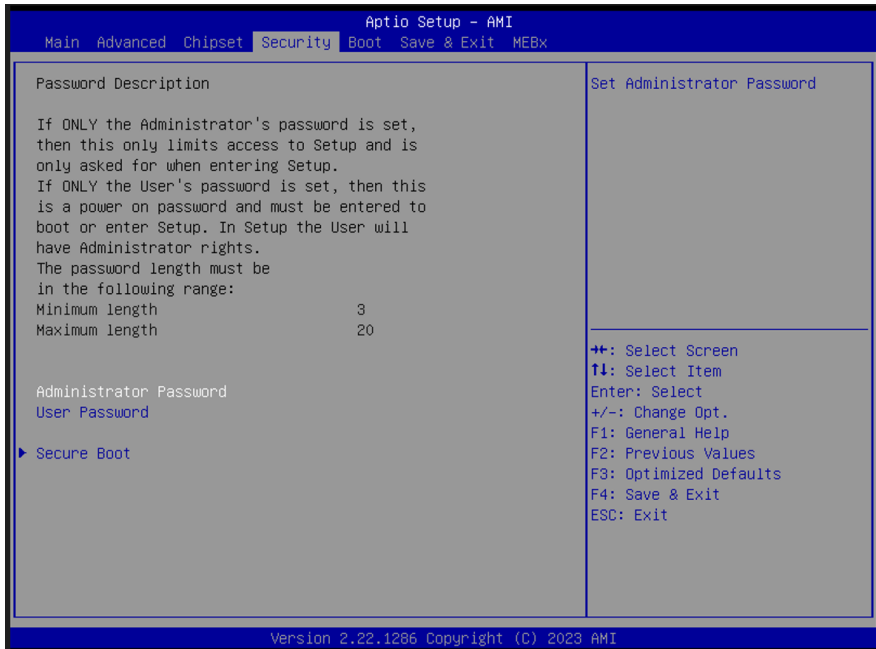 Aptio Setup - AMI
Main Advanced Chipset Security Boot Save & Exit MEBx
Password Description
If ONLY the Administrator's password is set,
then this only limits access to Setup and is
only asked for when entering Setup.
If ONLY the User's password is set, then this
is a power on password and must be entered to
boot or enter Setup. In Setup the User will
have Administrator rights.
The password length must be
in the following range:
Minimum length 3
Maximum length 20
Administrator Password
User Password
Secure Boot
Set Administrator Password
→←: Select Screen
↑↓: Select Item
Enter: Select
+/-: Change Opt.
F1: General Help
F2: Previous Values
F3: Optimized Defaults
F4: Save & Exit
ESC: Exit
Version 2.22.1286 Copyright (C) 2023 AMI